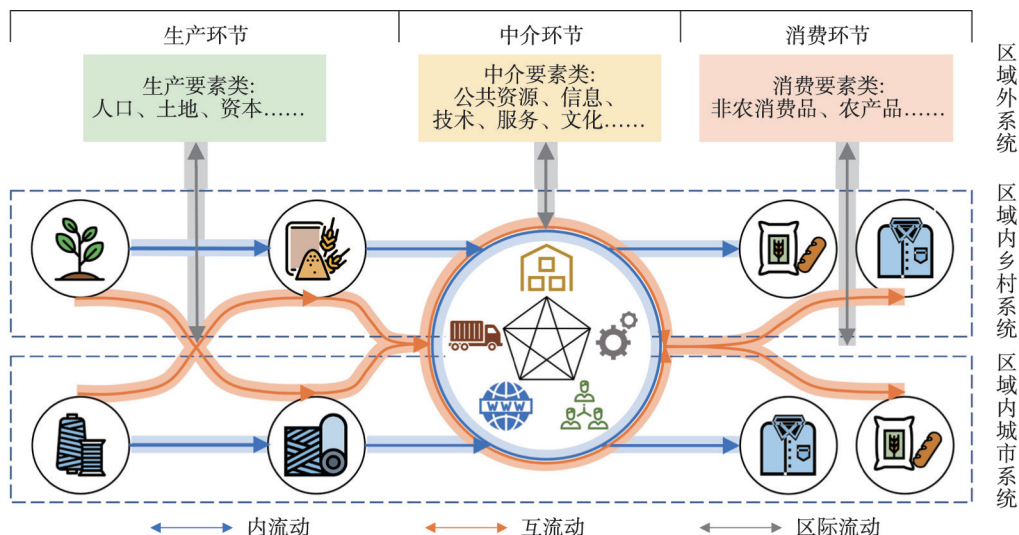 生产环节
中介环节
消费环节
生产要素类:
人口、土地、资本……
中介要素类:
公共资源、信息、
技术、服务、文化……
消费要素类:
非农消费品、农产品……
区域外系统
区域内乡村系统
WWW
区域内城市系统
内流动
互流动
区际流动